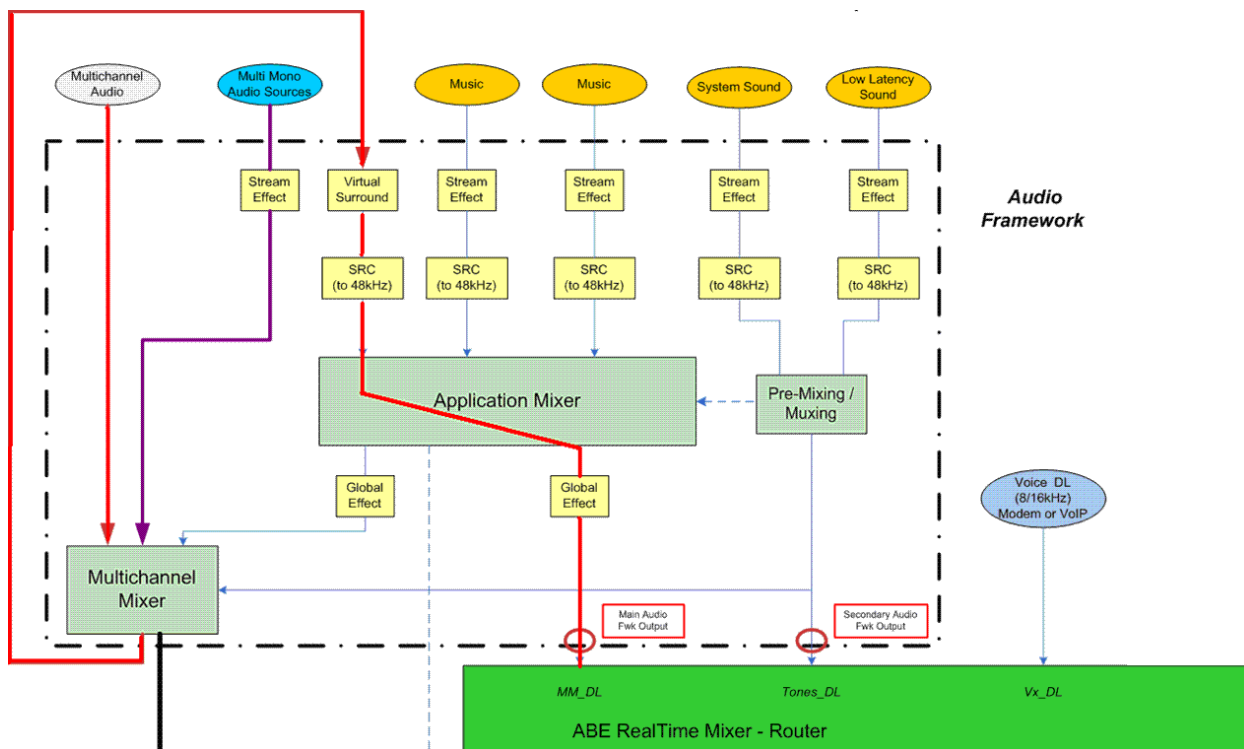 Multichannel
Audio
Multi Mono
Audio Sources
Music
Music
System Sound
Low Latency
Sound
Stream
Effect
Virtual
Surround
Stream
Effect
Stream
Effect
Stream
Effect
Stream
Effect
Audio
Framework
SRC
(to 48kHz)
SRC
(to 48kHz)
SRC
(to 48kHz)
SRC
(to 48kHz)
SRC
(to 48kHz)
Application Mixer
Pre-Mixing /
Muxing
Global
Effect
Global
Effect
Voice DL
(8/16kHz)
Modem or VoIP
Multichannel
Mixer
Main Audio
Fwk Output
Secondary Audio
Fwk Output
MM_DL
Tones_DL
Vx_DL
ABE RealTime Mixer - Router